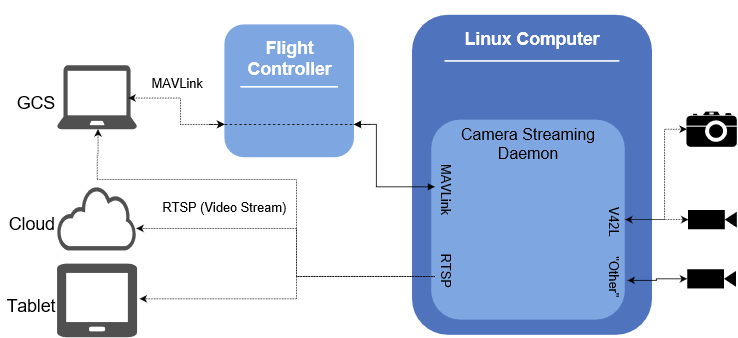 Flight
Controller
Linux Computer
MAVLink
GCS
Camera Streaming
Daemon
MAVLink
V42L
RTSP (Video Stream)
Cloud
RTSP
"Other"
Tablet